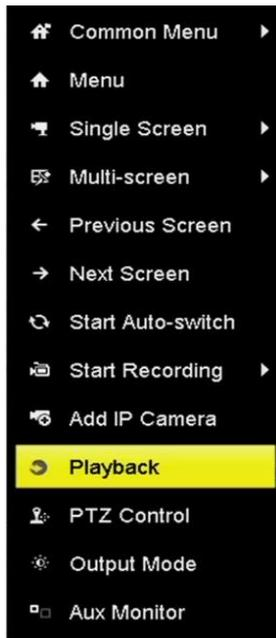 Common Menu
Menu
Single Screen
Multi-screen
Previous Screen
Next Screen
Start Auto-switch
Start Recording
Add IP Camera
Playback
PTZ Control
Output Mode
Aux Monitor